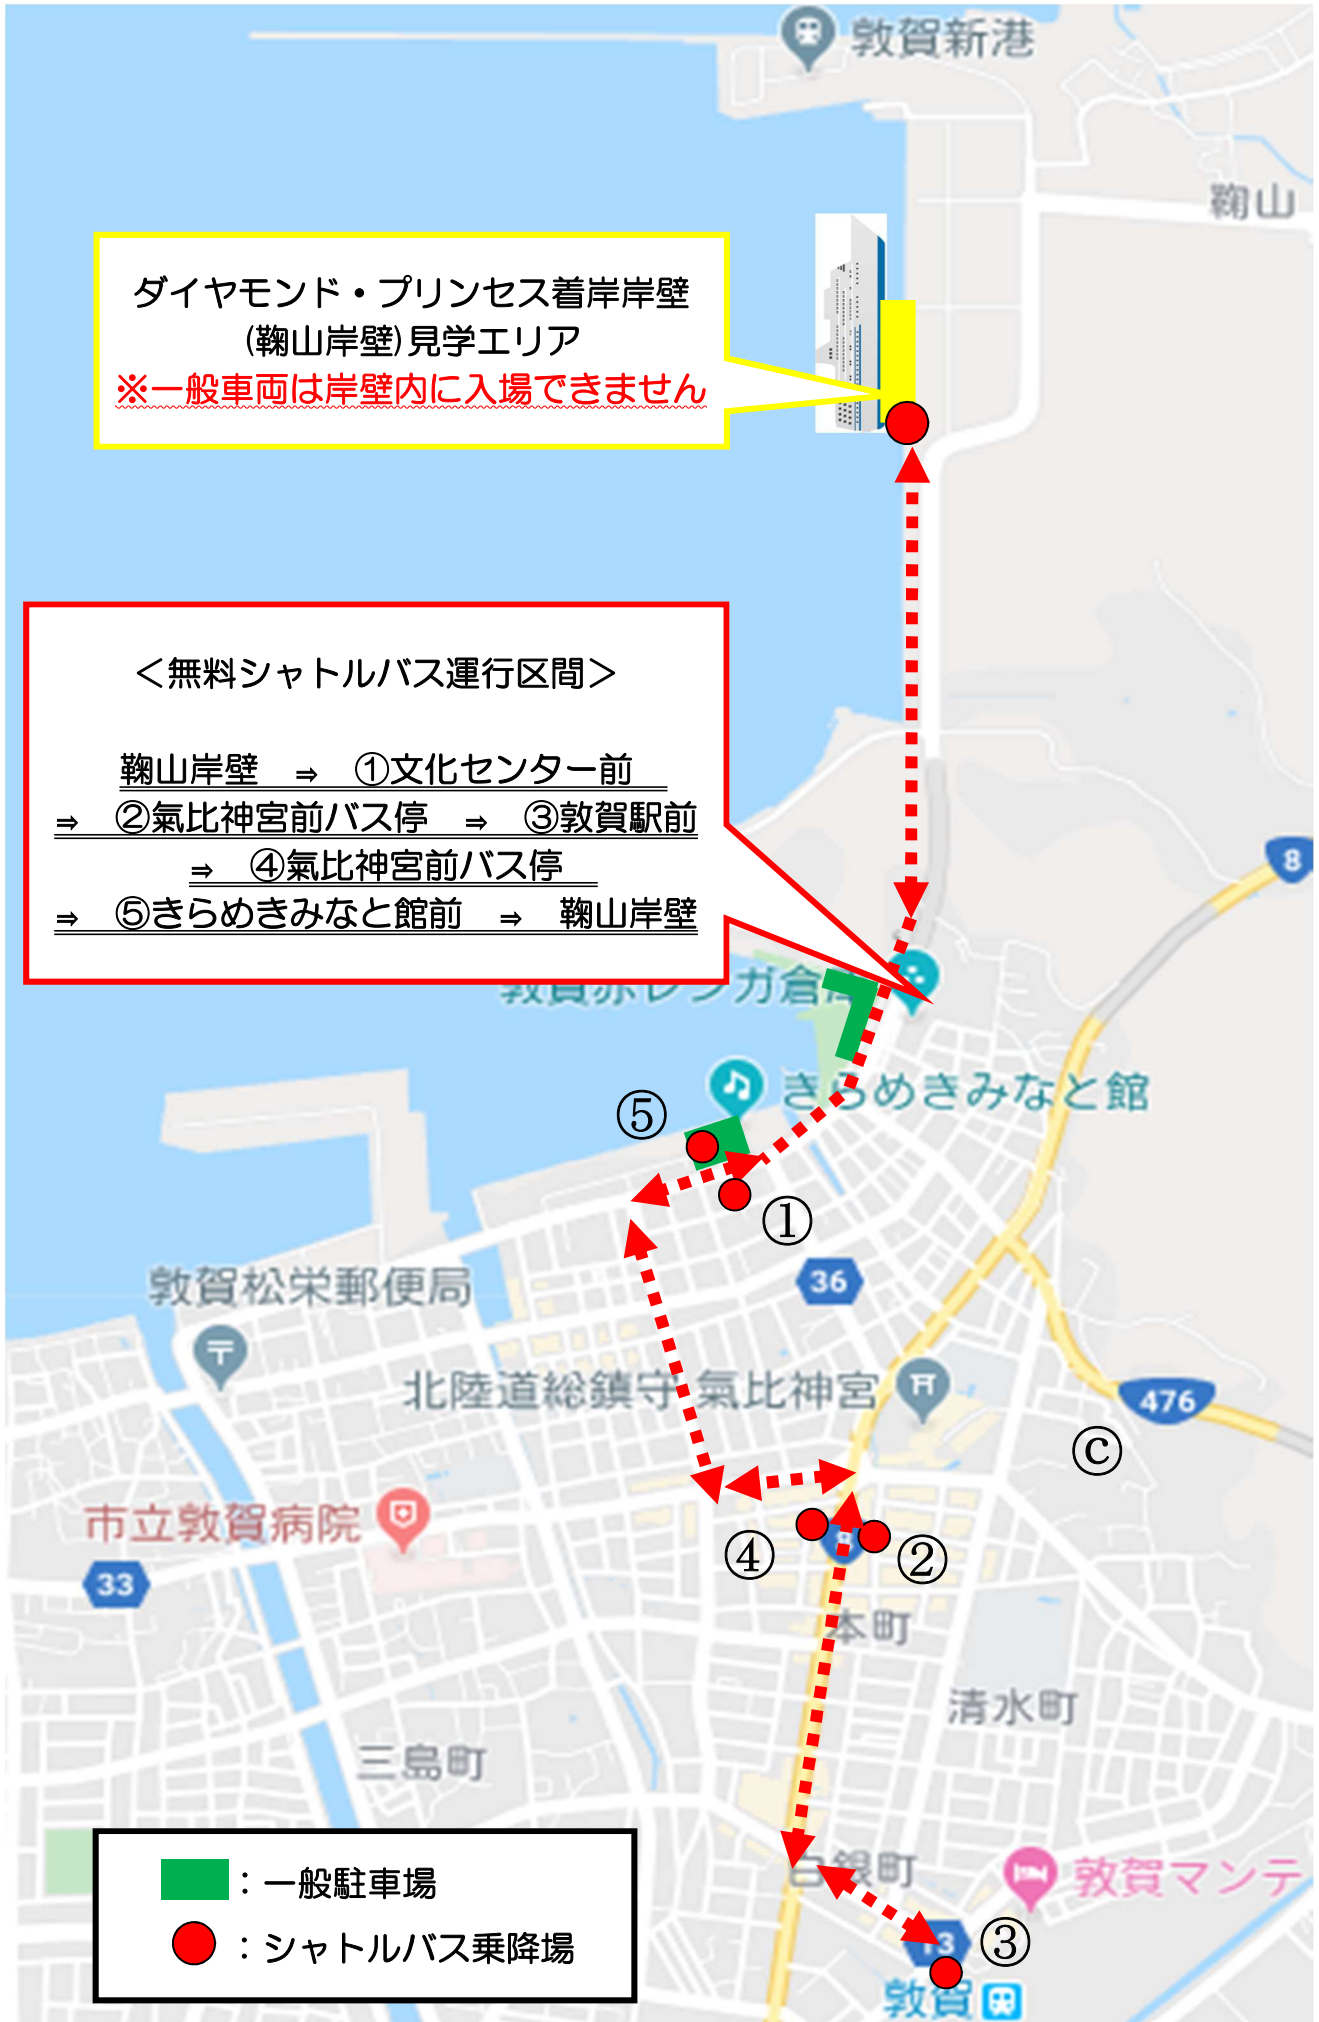 敦賀新港
鞠山
ダイヤモンド・プリンセス着岸岸壁
(鞠山岸壁)見学エリア
※一般車両は岸壁内に入場できません
＜無料シャトルバス運行区間＞
鞠山岸壁 ⇒ ①文化センター前
⇒ ②氣比神宮前バス停 ⇒ ③敦賀駅前
⇒ ④氣比神宮前バス停
⇒ ⑤きらめきみなと館前 ⇒ 鞠山岸壁
8
敦賀赤レンガ倉庫
きらめきみなと館
⑤
①
36
敦賀松栄郵便局
〒
北陸道総鎮守 氣比神宮
476
©
市立敦賀病院
④
②
33
本町
清水町
三島町
白銀町
敦賀マンテ
：一般駐車場
：シャトルバス乗降場
13
③
敦賀